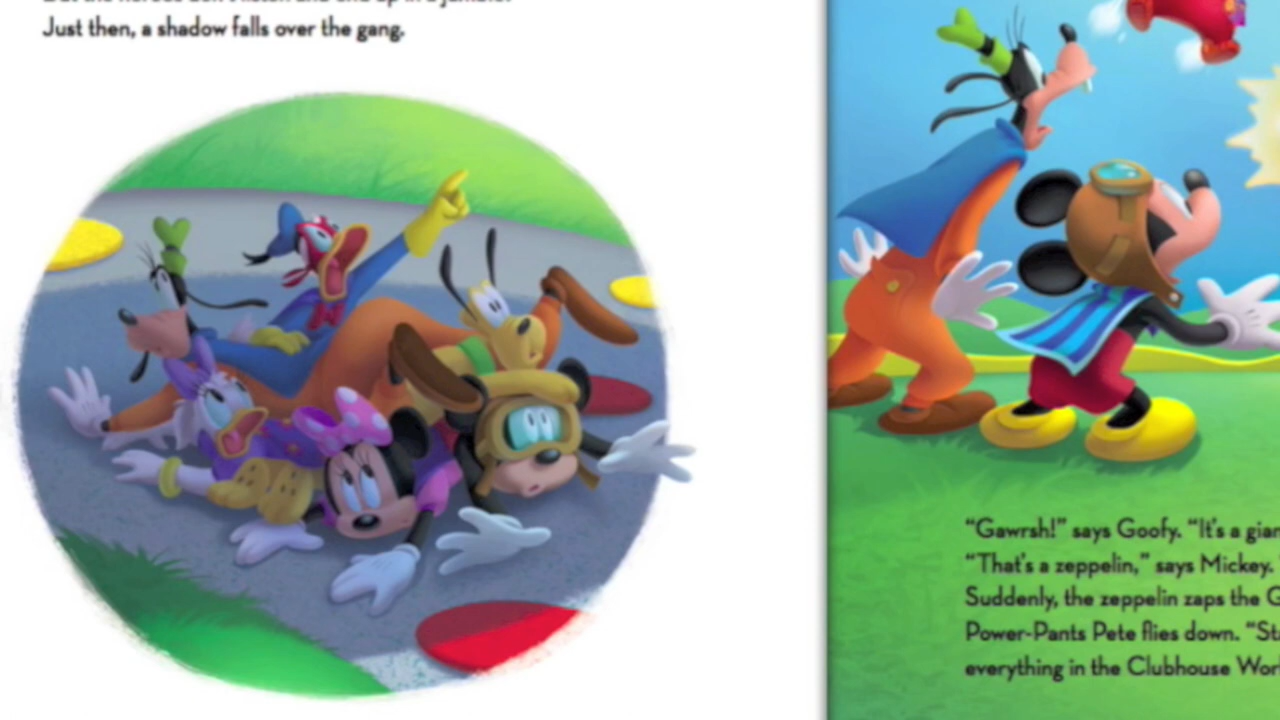 Just then, a shadow falls over the gang.
"Gawrsh!" says Goofy. "It's a
"That's a zeppelin," says Mickey.
Suddenly, the zeppelin zaps the
Power-Pants Pete flies down.
everything in the Clubhouse